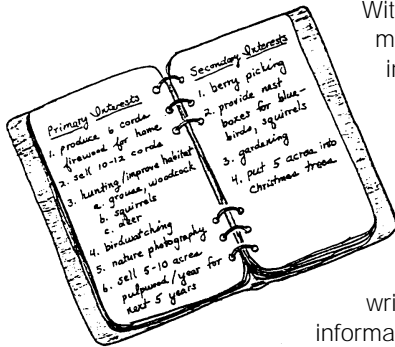 Primary Interests
1. produce 6 cords
firewood for home
2. sell 10-12 cords
3. hunting/improve habitat
a. grouse, woodcock
b. squirrels
c. deer
4. birdwatching
5. nature photography
6. sell 5-10 acres
pulpwood/year for
next 5 years
Secondary Interests
1. berry picking
2. provide nest
boxes for blue-
birds, squirrels
3. gardening
4. put 5 acres into
Christmas trees
Wit
m
in
wri
informa